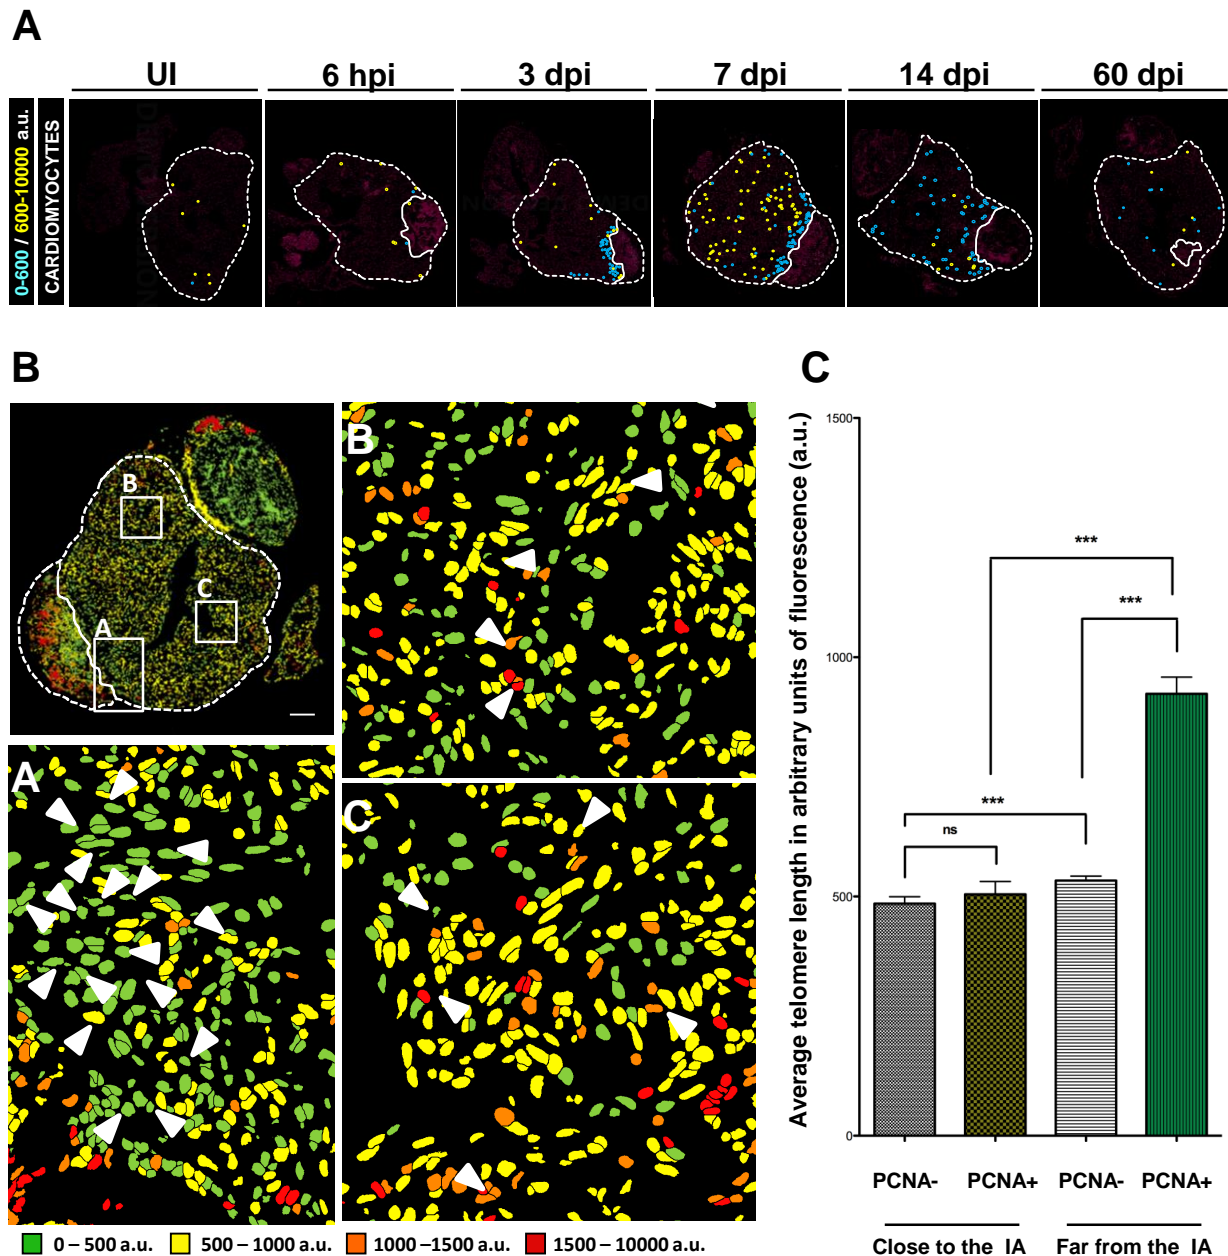 A
UI
6 hpi
3 dpi
7 dpi
14 dpi
60 dpi
0-600 / 600-10000 a.u.
CARDIOMYOCYTES
B
B
C
A
B
A
C
0 – 500 a.u.
500 – 1000 a.u.
1000 –1500 a.u.
1500 - 10000 a.u.
C
Average telomere length in arbitrary units of fluorescence (a.u.)
1500
1000
500
0
***
***
***
ns
PCNA-
PCNA+
PCNA-
PCNA+
Close to the IA
Far from the IA